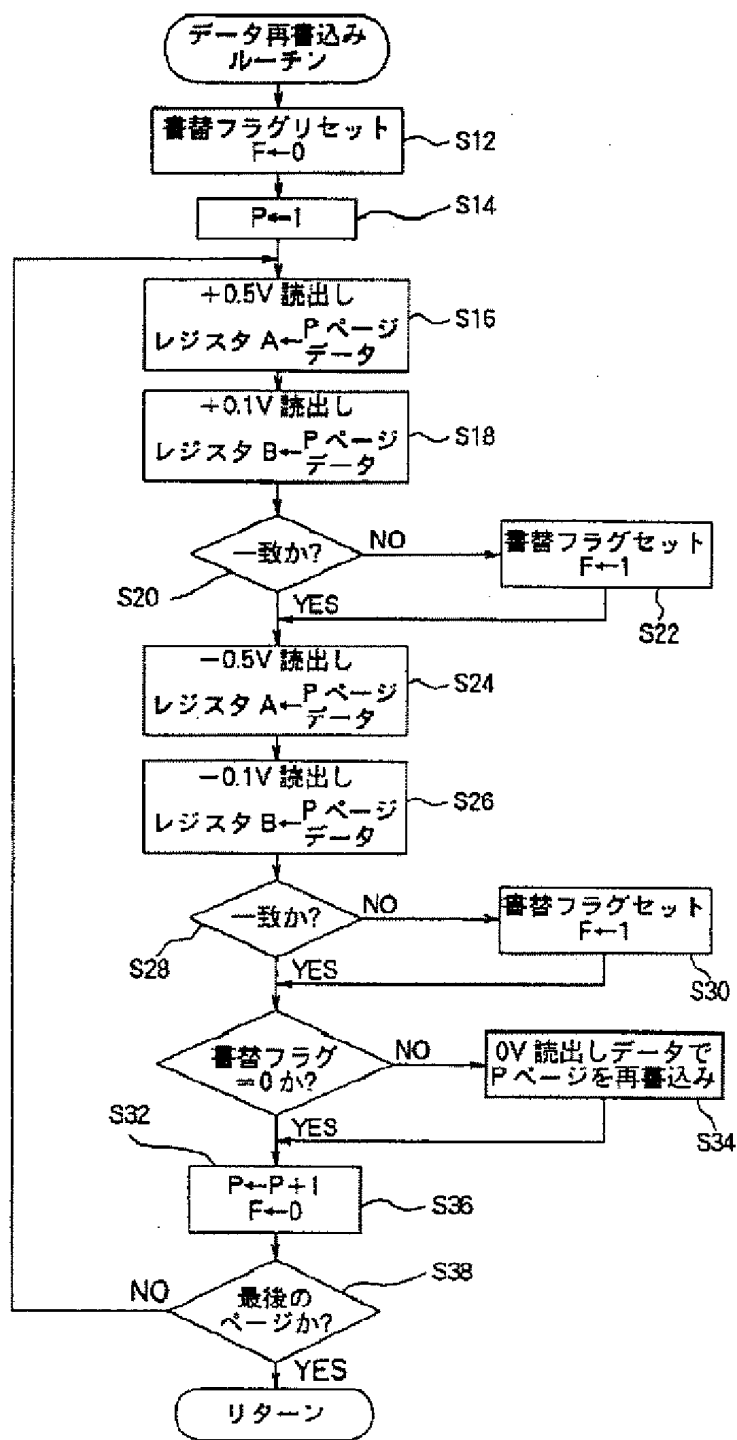 データ再書込み
ルーチン
書替フラグリセット
F←0
S12
P←1
S14
+0.5V 読出し
レジスタ A←Pページ
データ
S16
+0.1V 読出し
レジスタ B←Pページ
データ
S18
一致か?
NO
S20
YES
書替フラグセット
F←1
S22
−0.5V 読出し
レジスタ A←Pページ
データ
S24
−0.1V 読出し
レジスタ B←Pページ
データ
S26
一致か?
NO
S28
YES
書替フラグセット
F←1
S30
書替フラグ
=0か?
NO
S32
YES
0V 読出しデータで
Pページを再書込み
S34
P←P+1
F←0
S36
最後の
ページか?
S38
NO
YES
リターン